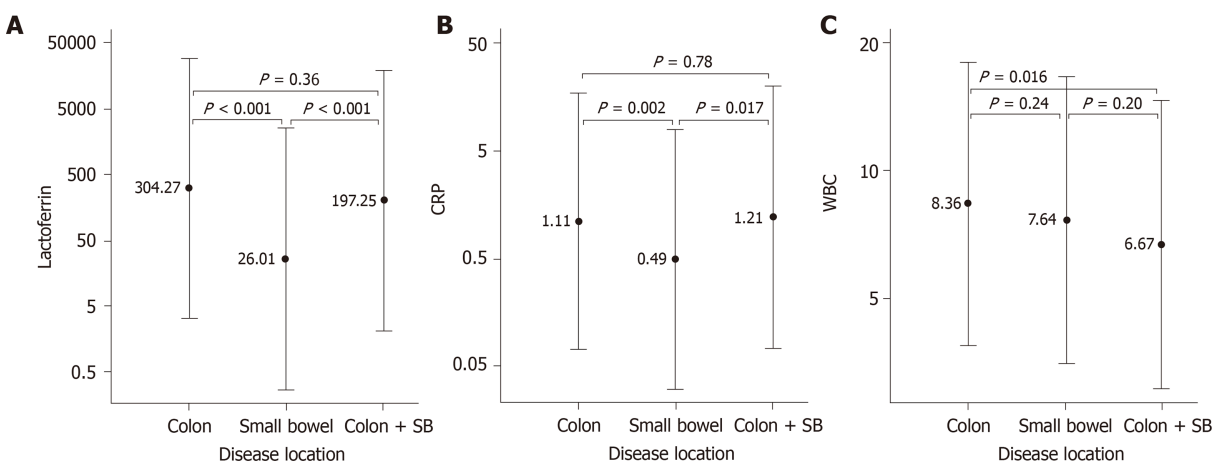 A
50000
5000
500
50
5
0.5
Lactoferrin
P = 0.36
P < 0.001
P < 0.001
304.27
26.01
197.25
Colon
Small bowel
Colon + SB
Disease location
B
50
5
0.5
0.05
CRP
P = 0.78
P = 0.002
P = 0.017
1.11
0.49
1.21
Colon
Small bowel
Colon + SB
Disease location
C
20
10
5
WBC
P = 0.016
P = 0.24
P = 0.20
8.36
7.64
6.67
Colon
Small bowel
Colon + SB
Disease location